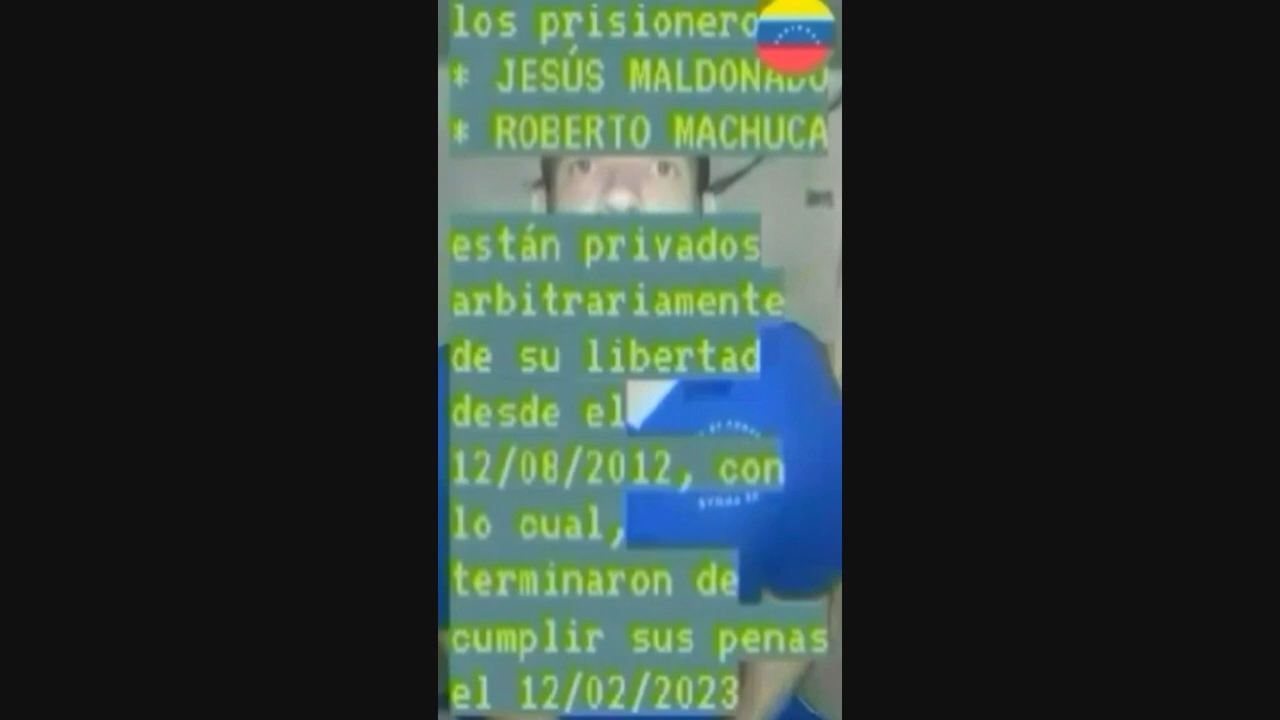 los prisionero
* JESÚS MALDONADO
* ROBERTO MACHUCA
están privados
arbitrariamente
de su libertad
desde el
12/08/2012, con
lo cual,
terminaron de
cumplir sus penas
el 12/02/2023